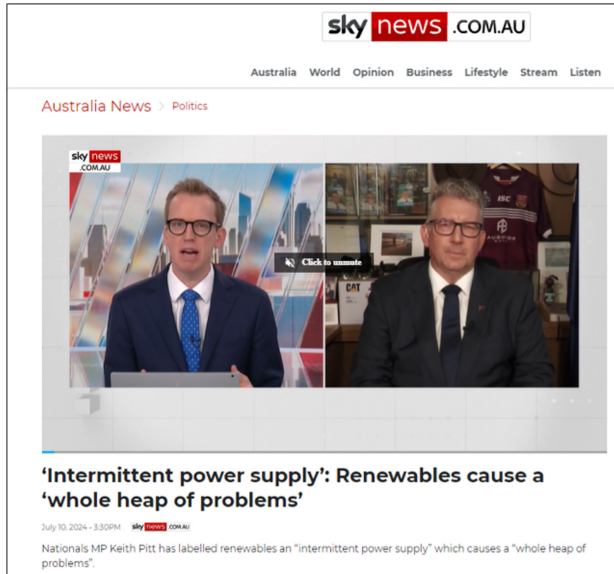 sky news .COM.AU
Australia World Opinion Business Lifestyle Stream Listen
Australia News > Politics
sky news
.COM.AU
ISC
Click to unmute
CAT
‘Intermittent power supply’: Renewables cause a
‘whole heap of problems’
July 10, 2024 - 3:30PM sky news .COM.AU
Nationals MP Keith Pitt has labelled renewables an “intermittent power supply” which causes a “whole heap of
problems”.